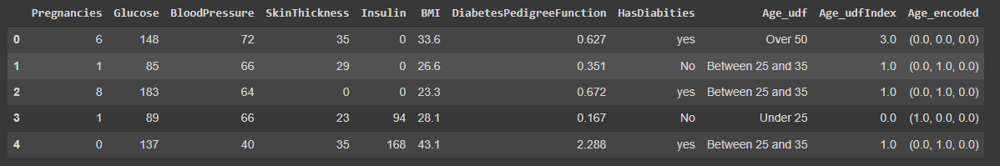 Pregnancies Glucose BloodPressure SkinThickness Insulin BMI DiabetesPedigreeFunction HasDiabities Age_udf Age_udfIndex Age_encoded
0 6 148 72 35 0 33.6 0.627 yes Over 50 3.0 (0.0, 0.0, 0.0)
1 1 85 66 29 0 26.6 0.351 No Between 25 and 35 1.0 (0.0, 1.0, 0.0)
2 8 183 64 0 0 23.3 0.672 yes Between 25 and 35 1.0 (0.0, 1.0, 0.0)
3 1 89 66 23 94 28.1 0.167 No Under 25 0.0 (1.0, 0.0, 0.0)
4 0 137 40 35 168 43.1 2.288 yes Between 25 and 35 1.0 (0.0, 1.0, 0.0)